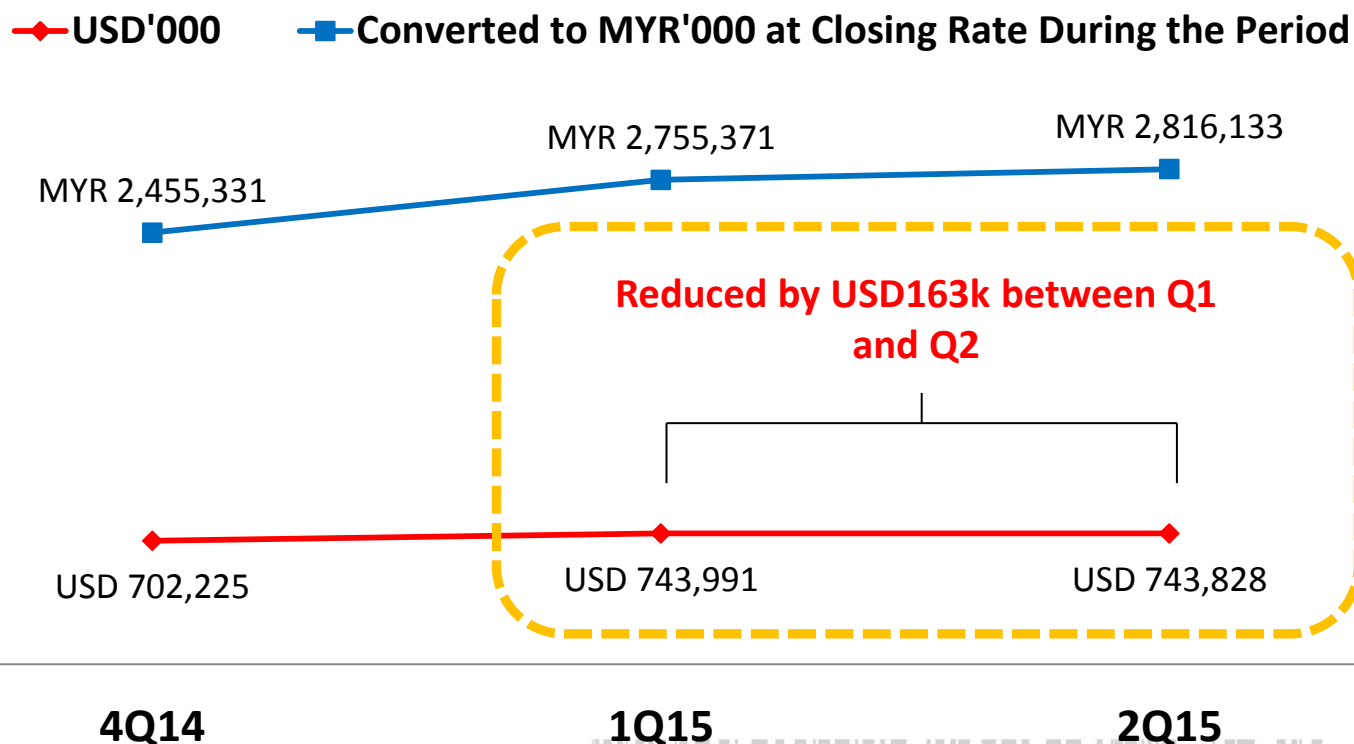 USD'000 Converted to MYR'000 at Closing Rate During the Period
MYR 2,455,331
MYR 2,755,371
MYR 2,816,133
Reduced by USD163k between Q1
and Q2
USD 702,225
USD 743,991
USD 743,828
4Q14
1Q15
2Q15